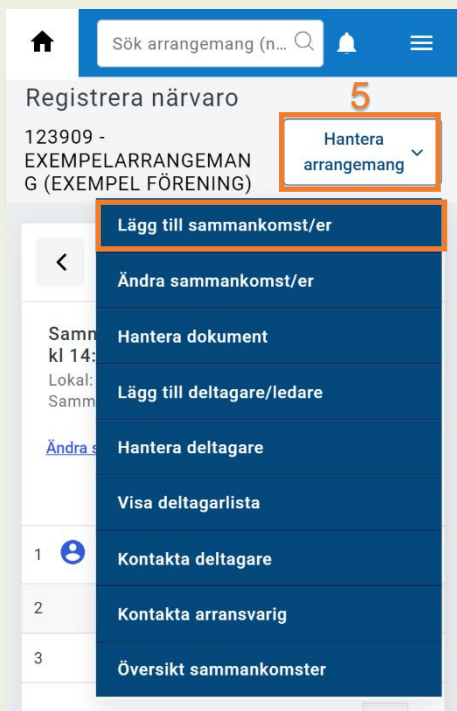 Sök arrangemang (n...
Registrera närvaro
5
123909 -
EXEMPELARRANGEMAN
G (EXEMPEL FÖRENING)
Hantera
arrangemang
Lägg till sammankomst/er
Ändra sammankomst/er
Samm
kl 14:
Hantera dokument
Lokal:
Samm
Lägg till deltagare/ledare
Ändra s
Hantera deltagare
Visa deltagarlista
1
Kontakta deltagare
2
Kontakta arransvarig
3
Översikt sammankomster